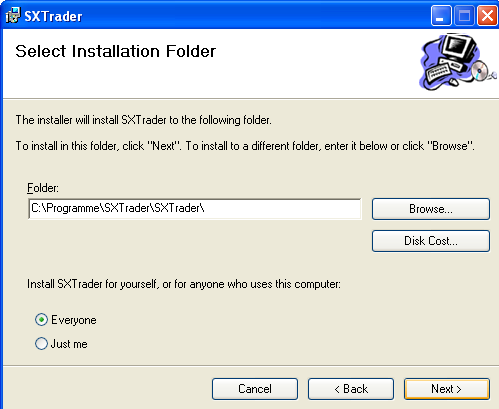 SXTrader
Select Installation Folder
The installer will install SXTrader to the following folder.
To install in this folder, click "Next". To install to a different folder, enter it below or click "Browse".
Folder:
C:\Programme\SXTrader\SXTrader\
Browse...
Disk Cost...
Install SXTrader for yourself, or for anyone who uses this computer:
Everyone
Just me
Cancel
< Back
Next >